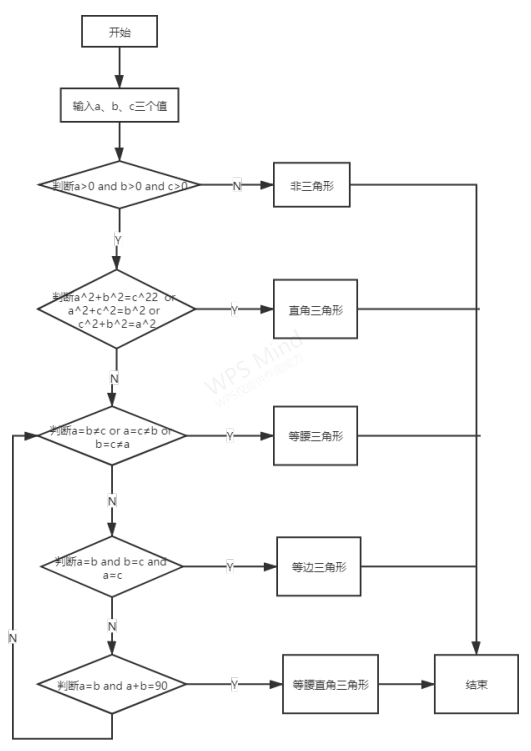 开始
输入a、b、c三个值
判断a>0 and b>0 and c>0
N
非三角形
Y
判断a^2+b^2=c^22 or
a^2+c^2=b^2 or
c^2+b^2=a^2
Y
直角三角形
WPS Mind
N
判断a=b≠c or a=c≠b or
b=c≠a
Y
等腰三角形
N
判断a=b and b=c and
a=c
Y
等边三角形
N
N
判断a=b and a+b=90
Y
等腰直角三角形
结束